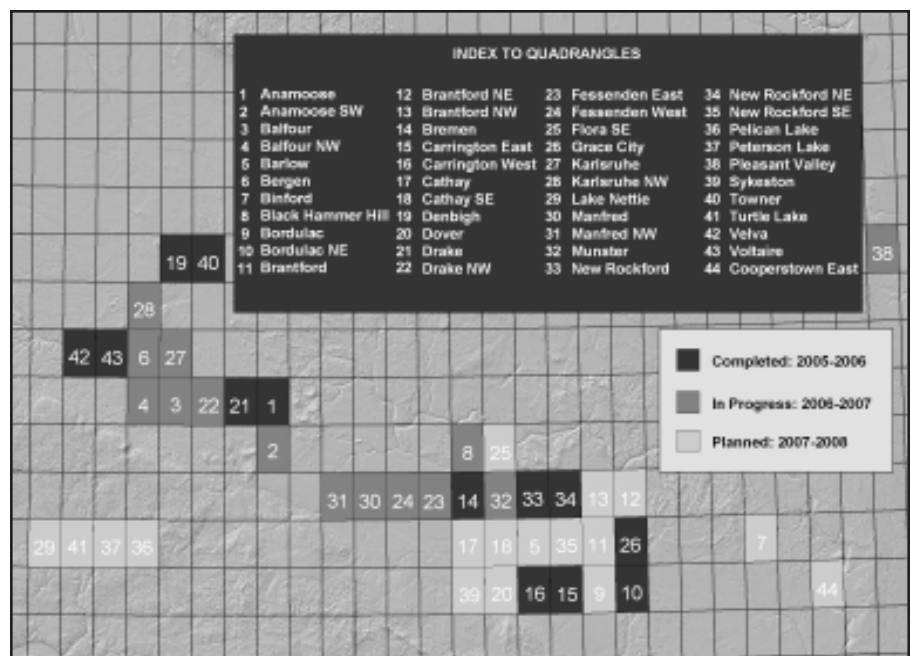 INDEX TO QUADRANGLES
1 Anamoose 12 Brantford NE 23 Fessenden East 34 New Rockford NE
2 Anamoose SW 13 Brantford NW 24 Fessenden West 35 New Rockford SE
3 Balfour 14 Bremen 25 Flora SE 36 Pelican Lake
4 Balfour NW 15 Carrington East 26 Grace City 37 Peterson Lake
5 Barlow 16 Carrington West 27 Karlsruhe 38 Pleasant Valley
6 Bergen 17 Cathay 28 Karlsruhe NW 39 Sykeston
7 Binford 18 Cathay SE 29 Lake Nettie 40 Towner
8 Black Hammer Hill 19 Denbigh 30 Manfred 41 Turtle Lake
9 Bordulac 20 Dover 31 Manfred NW 42 Velva
10 Bordulac NE 21 Drake 32 Munster 43 Voltaire
11 Brantford 22 Drake NW 33 New Rockford 44 Cooperstown East
19 40 38
28
42 43 6 27
Completed: 2005-2006
4 3 22 21 1
In Progress: 2006-2007
Planned: 2007-2008
2 8 25
31 30 24 23 14 32 33 34 13 12
29 41 37 36 17 18 5 35 11 26 7
39 20 16 15 9 10 44